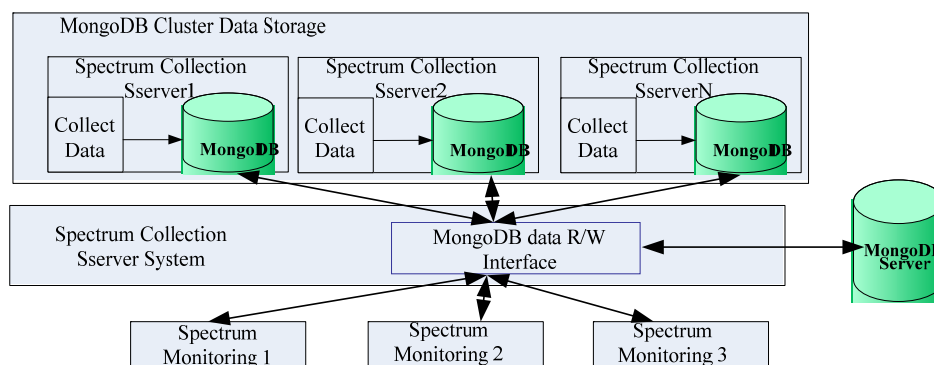 MongoDB Cluster Data Storage
Spectrum Collection
Sserver1
Spectrum Collection
Sserver2
Spectrum Collection
SserverN
Collect
Data
MongoDB
Collect
Data
MongoDB
Collect
Data
MongoDB
Spectrum Collection
Sserver System
MongoDB data R/W
Interface
MongoDB
Server
Spectrum
Monitoring 1
Spectrum
Monitoring 2
Spectrum
Monitoring 3